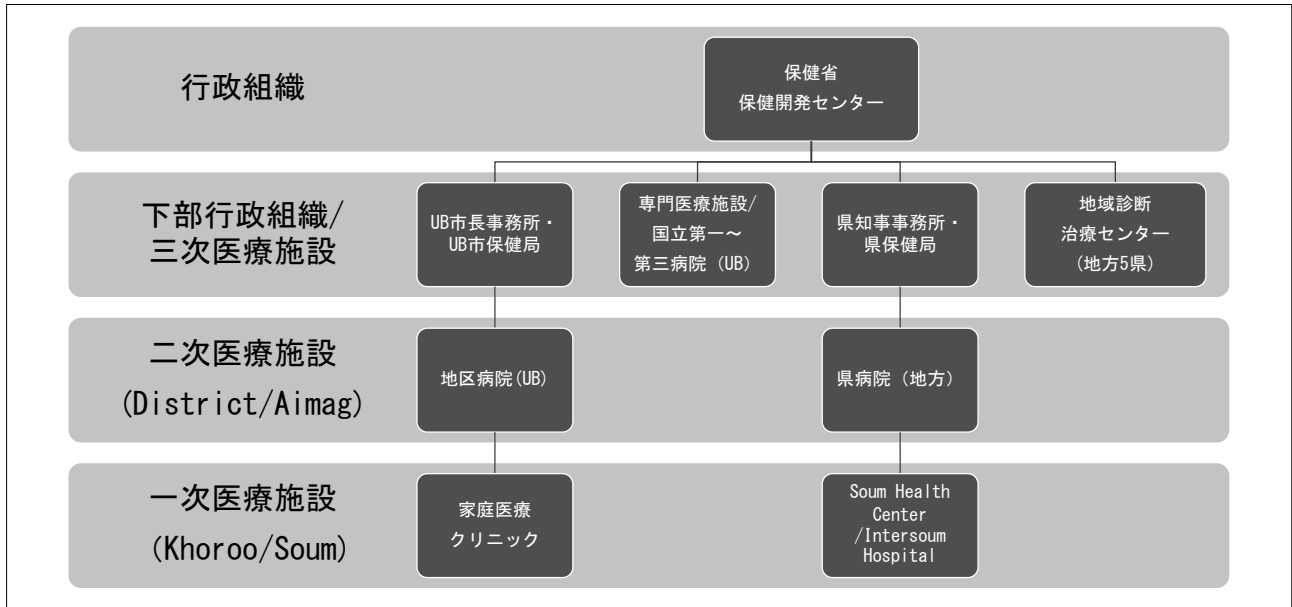 行政組織
保健省
保健開発センター
下部行政組織/
三次医療施設
UB市長事務所・
UB市保健局
専門医療施設/
国立第一～
第三病院（UB）
県知事事務所・
県保健局
地域診断
治療センター
(地方5県)
二次医療施設
(District/Aimag)
地区病院(UB)
県病院（地方）
一次医療施設
(Khoroo/Soum)
家庭医療
クリニック
Soum Health
Center
/Intersoum
Hospital